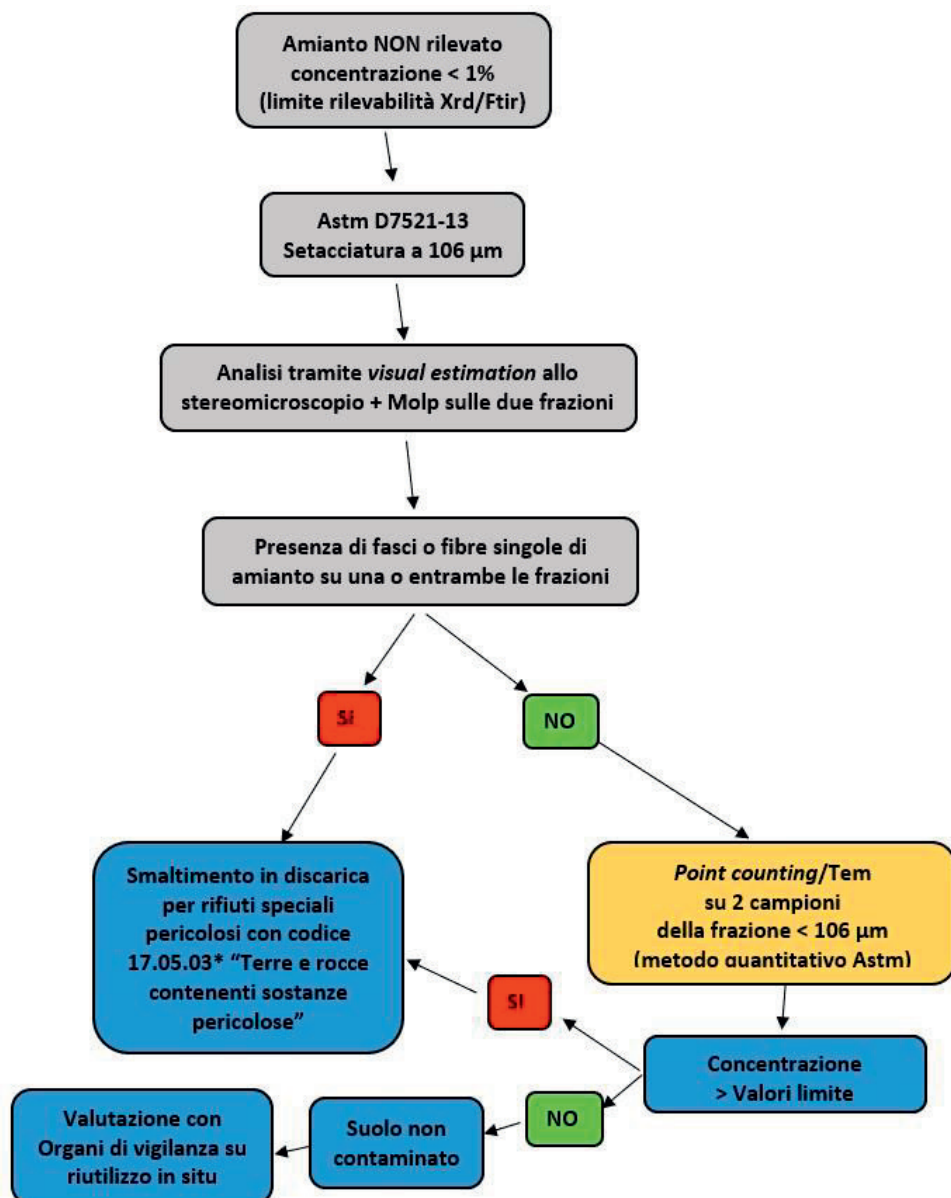 Amianto NON rilevato
concentrazione < 1%
(limite rilevabilità Xrd/Ftir)
Astm D7521-13
Setacciatura a 106 µm
Analisi tramite visual estimation allo
stereomicroscopio + Molp sulle due frazioni
Presenza di fasci o fibre singole di
amianto su una o entrambe le frazioni
Si
NO
Smaltimento in discarica
per rifiuti speciali
pericolosi con codice
17.05.03* “Terre e rocce
contenenti sostanze
pericolose”
Point counting/Tem
su 2 campioni
della frazione < 106 µm
(metodo quantitativo Astm)
SI
Concentrazione
> Valori limite
NO
Suolo non
contaminato
Valutazione con
Organi di vigilanza su
riutilizzo in situ